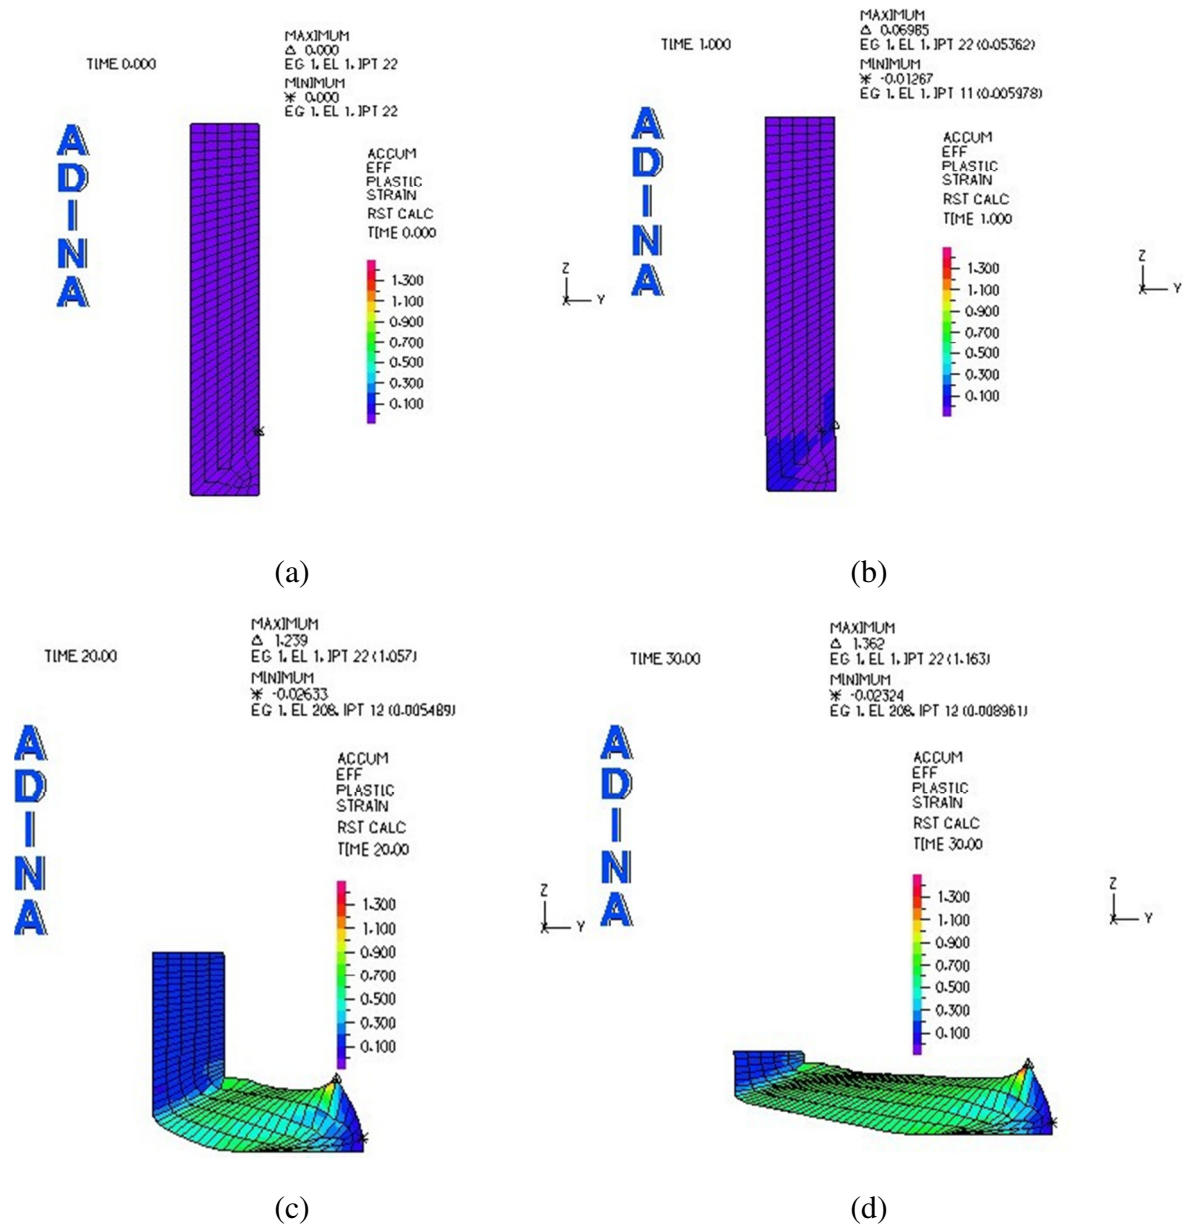 TIME 0.000
MAXIMUM
Δ 0.000
EG 1, EL 1, IPT 22
MINIMUM
✳ 0.000
EG 1, EL 1, IPT 22
A
D
I
N
A
ACCUM
EFF
PLASTIC
STRAIN
RST CALC
TIME 0.000
1.300
1.100
0.900
0.700
0.500
0.300
0.100
Z
X Y
(a)
TIME 1.000
MAXIMUM
Δ 0.06985
EG 1, EL 1, IPT 22 (0.05362)
MINIMUM
✳ -0.01267
EG 1, EL 1, IPT 11 (0.005978)
A
D
I
N
A
ACCUM
EFF
PLASTIC
STRAIN
RST CALC
TIME 1.000
1.300
1.100
0.900
0.700
0.500
0.300
0.100
Z
X Y
(b)
TIME 20.00
MAXIMUM
Δ 1.239
EG 1, EL 1, IPT 22 (1.057)
MINIMUM
✳ -0.02633
EG 1, EL 208, IPT 12 (0.005489)
A
D
I
N
A
ACCUM
EFF
PLASTIC
STRAIN
RST CALC
TIME 20.00
1.300
1.100
0.900
0.700
0.500
0.300
0.100
Z
X Y
(c)
TIME 30.00
MAXIMUM
Δ 1.362
EG 1, EL 1, IPT 22 (1.163)
MINIMUM
✳ -0.02324
EG 1, EL 208, IPT 12 (0.008961)
A
D
I
N
A
ACCUM
EFF
PLASTIC
STRAIN
RST CALC
TIME 30.00
1.300
1.100
0.900
0.700
0.500
0.300
0.100
Z
X Y
(d)